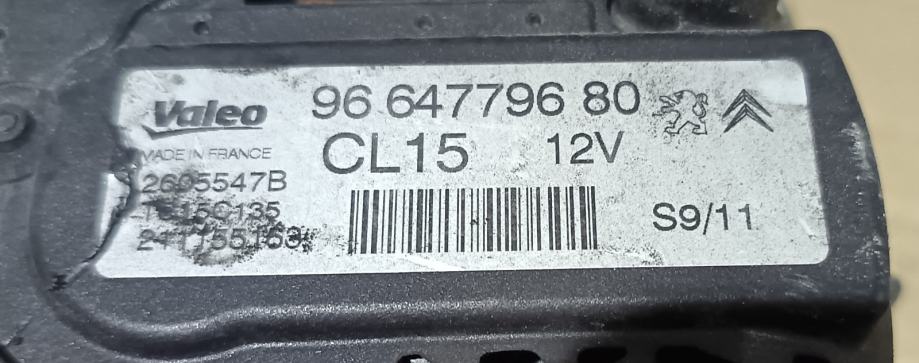 Valeo
96 647796 80
MADE IN FRANCE
CL15 12V
2605547B
S9/11